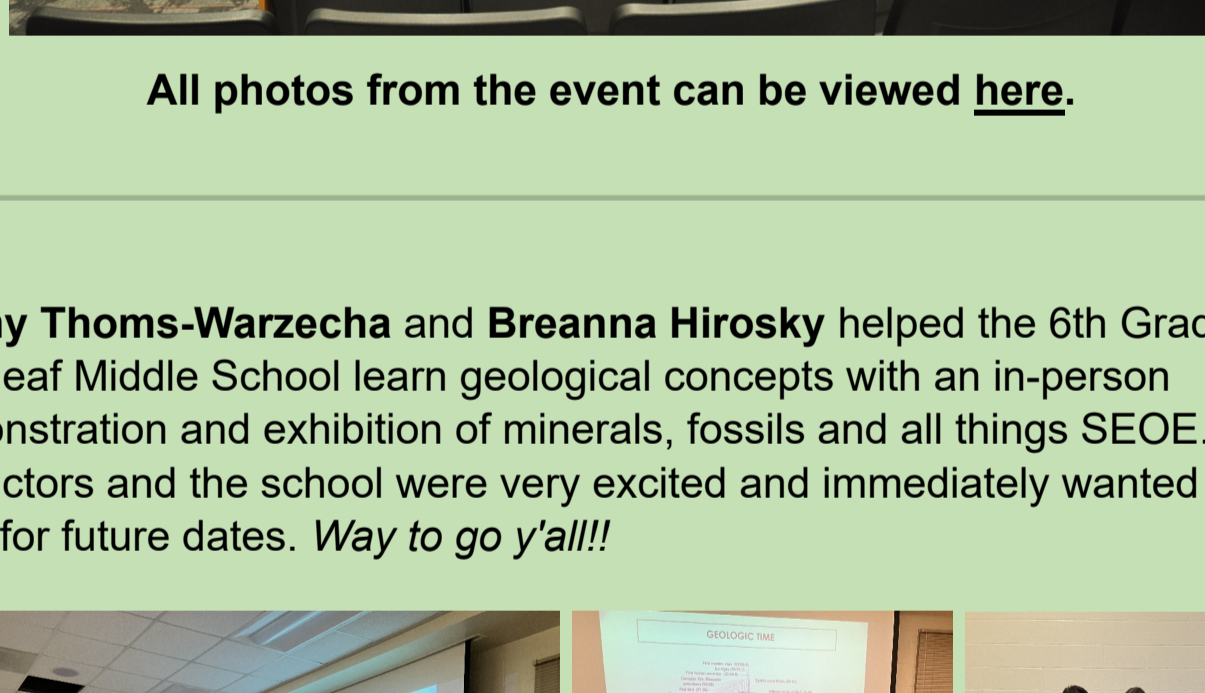 All photos from the event can be viewed here.
y Thoms-Warzecha and Breanna Hirosky helped the 6th Grad
eaf Middle School learn geological concepts with an in-person
onstration and exhibition of minerals, fossils and all things SEOE.
ctors and the school were very excited and immediately wanted
for future dates. Way to go y'all!!
GEOLOGIC TIME